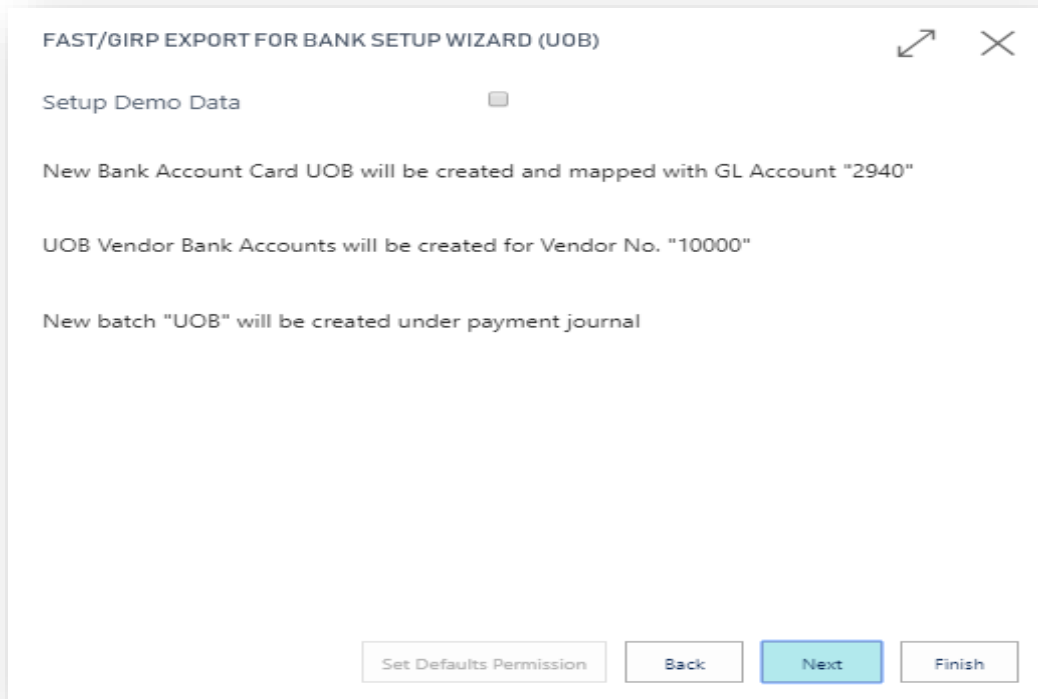 FAST/GIRP EXPORT FOR BANK SETUP WIZARD (UOB)
Setup Demo Data
New Bank Account Card UOB will be created and mapped with GL Account "2940"
UOB Vendor Bank Accounts will be created for Vendor No. "10000"
New batch "UOB" will be created under payment journal
Set Defaults Permission Back Next Finish